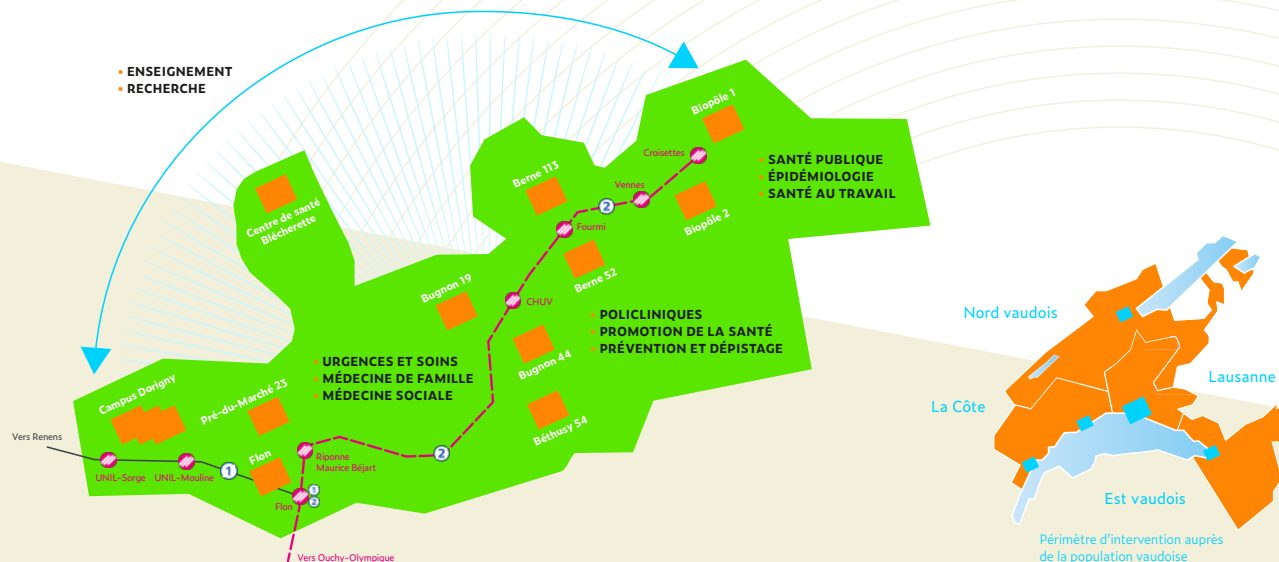 ENSEIGNEMENT
RECHERCHE
Biopôle 1
Croisettes
SANTÉ PUBLIQUE
ÉPIDÉMIOLOGIE
SANTÉ AU TRAVAIL
Berne 113
Vennes
2
Biopôle 2
Fourmi
Centre de santé
Blécherette
Berne 52
Bugnon 19
CHUV
POLICLINIQUES
PROMOTION DE LA SANTÉ
PRÉVENTION ET DÉPISTAGE
Bugnon 44
URGENCES ET SOINS
MÉDECINE DE FAMILLE
MÉDECINE SOCIALE
Campus Dorigny
Pré-du-Marché 23
Béthusy 54
Vers Renens
UNIL-Sorge
UNIL-Mouline
1
Flon
Riponne
Maurice Béjart
2
Flon
1
2
Vers Ouchy-Olympique
Nord vaudois
Lausanne
La Côte
Est vaudois
Périmètre d'intervention auprès
de la population vaudoise